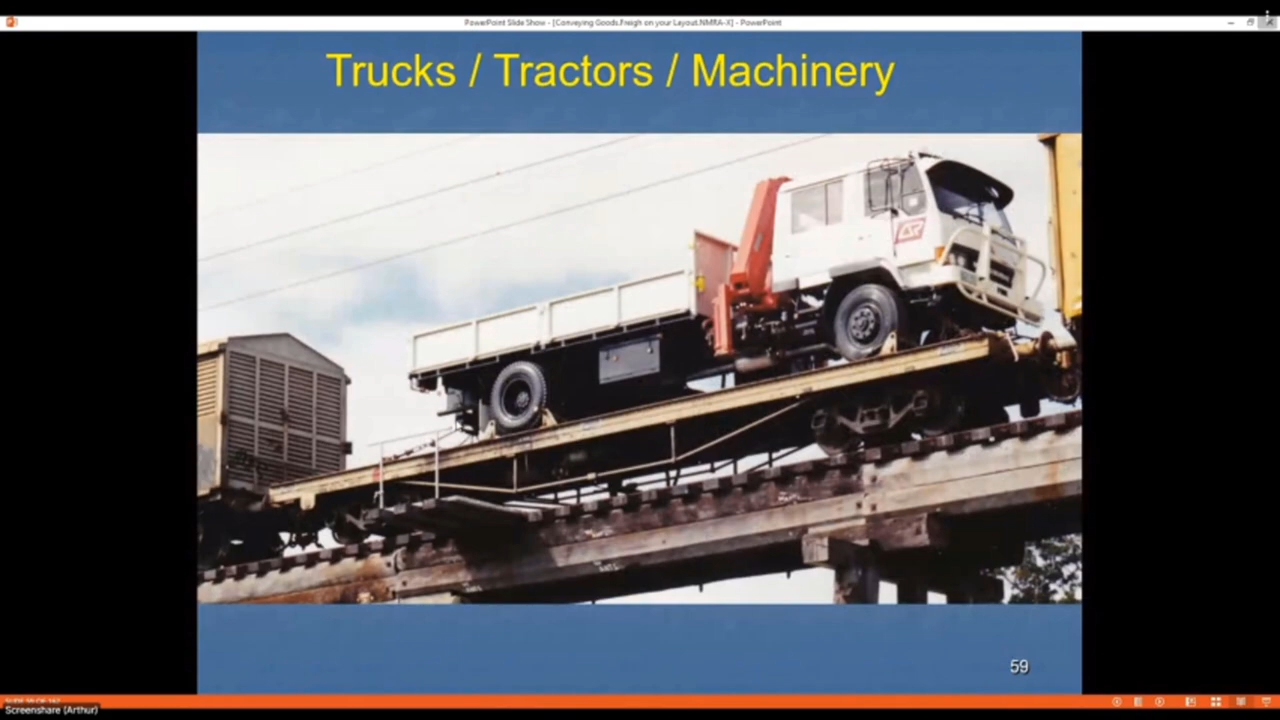 PowerPoint Slide Show - [Conveying Goods.Freigh on your Layout.NMRA-X] - PowerPoint
Trucks / Tractors / Machinery
59
Screenshare (Arthur)